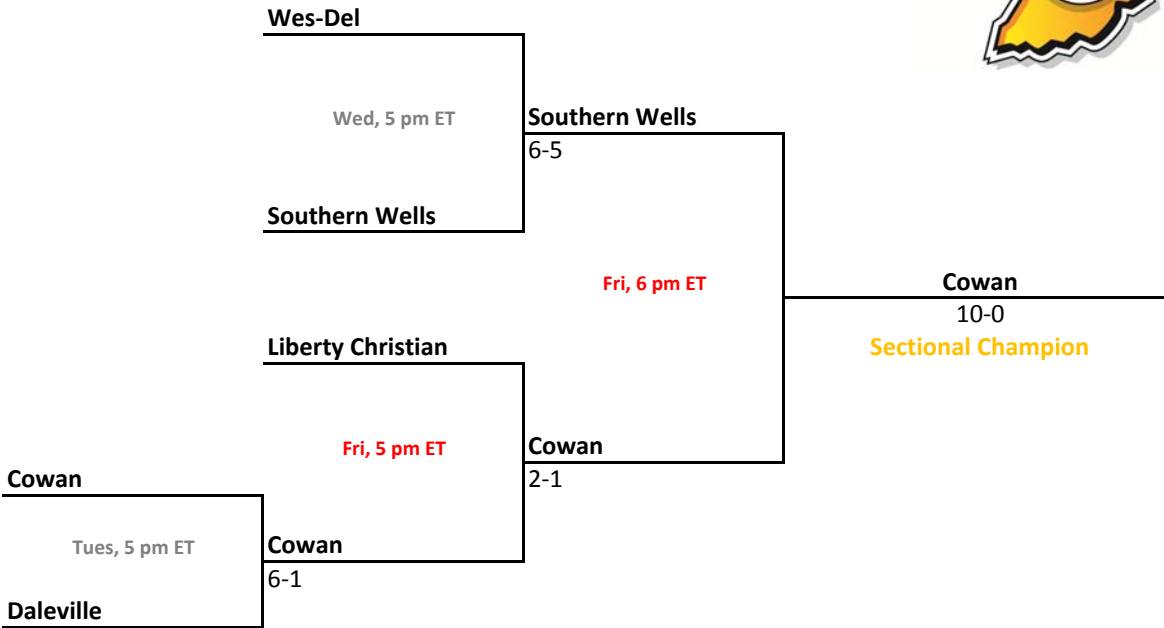 Wes-Del
Wed, 5 pm ET
Southern Wells
6-5
Southern Wells
Fri, 6 pm ET
Cowan
10-0
Sectional Champion
Liberty Christian
Fri, 5 pm ET
Cowan
2-1
Cowan
Tues, 5 pm ET
Cowan
6-1
Daleville